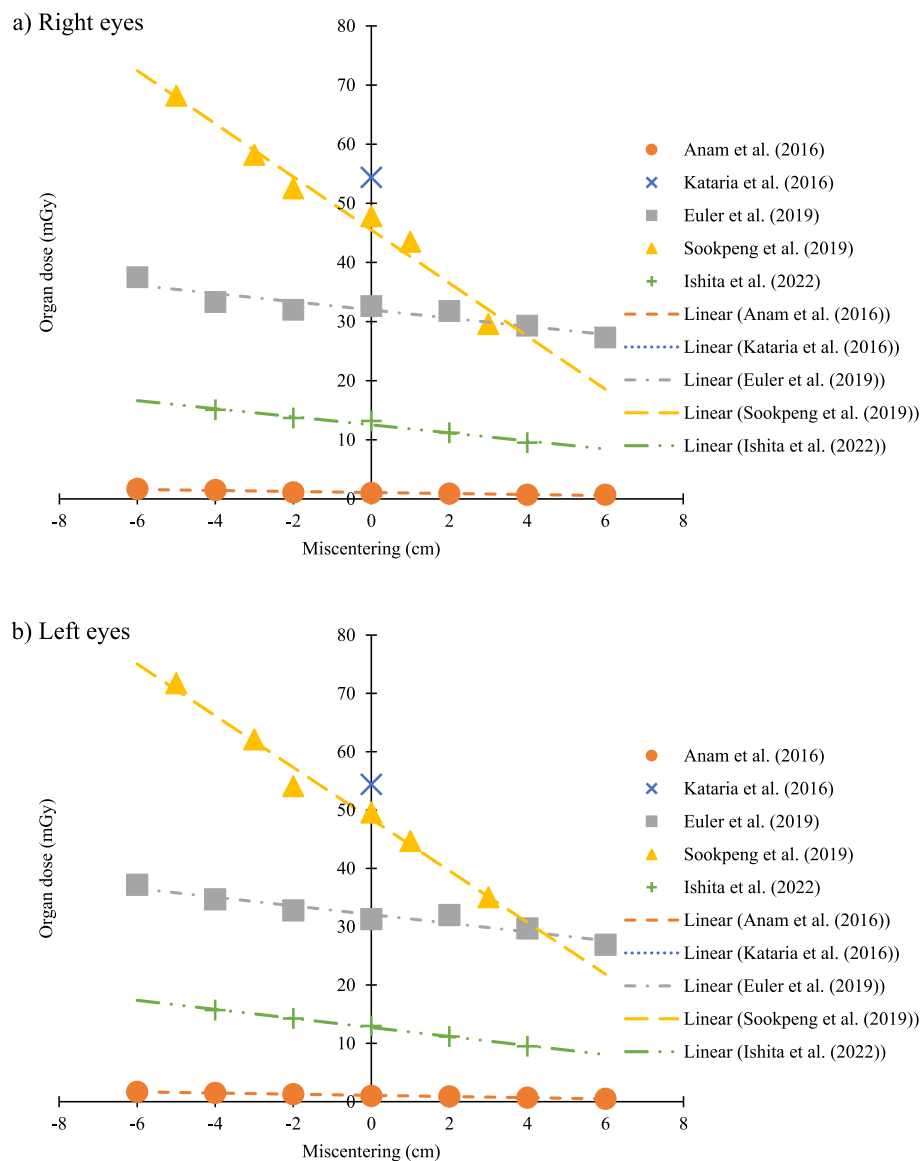 a) Right eyes
80
70
60
50
40
30
20
10
0
-8 -6 -4 -2 0 2 4 6 8
Organ dose (mGy)
Miscentering (cm)
Anam et al. (2016)
Kataria et al. (2016)
Euler et al. (2019)
Sookpeng et al. (2019)
Ishita et al. (2022)
Linear (Anam et al. (2016))
Linear (Kataria et al. (2016))
Linear (Euler et al. (2019))
Linear (Sookpeng et al. (2019))
Linear (Ishita et al. (2022))
b) Left eyes
80
70
60
50
40
30
20
10
0
-8 -6 -4 -2 0 2 4 6 8
Organ dose (mGy)
Miscentering (cm)
Anam et al. (2016)
Kataria et al. (2016)
Euler et al. (2019)
Sookpeng et al. (2019)
Ishita et al. (2022)
Linear (Anam et al. (2016))
Linear (Kataria et al. (2016))
Linear (Euler et al. (2019))
Linear (Sookpeng et al. (2019))
Linear (Ishita et al. (2022))